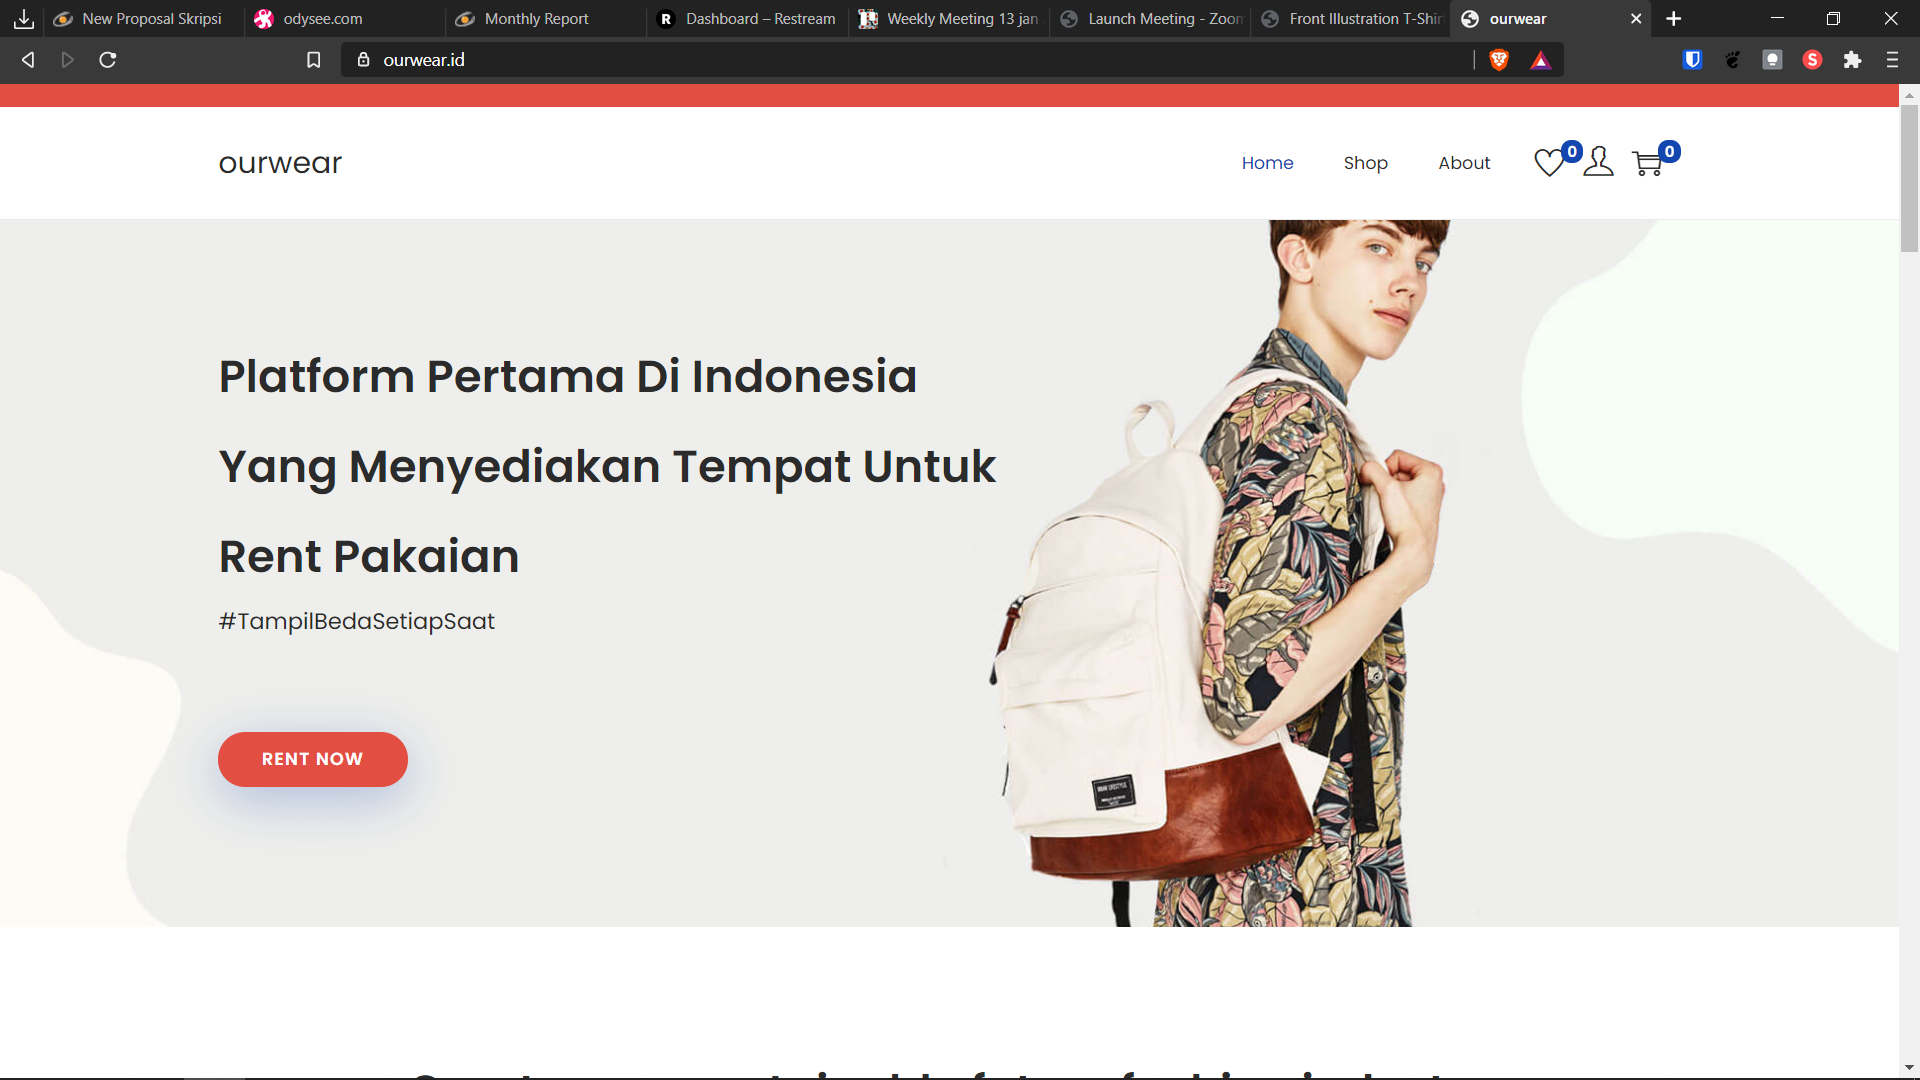 New Proposal Skripsi
odysee.com
Monthly Report
R Dashboard – Restream
Weekly Meeting 13 jan
Launch Meeting - Zoom
Front Illustration T-Shir
ourwear
ourwear.id
S
ourwear
Home
Shop
About
0
0
Platform Pertama Di Indonesia
Yang Menyediakan Tempat Untuk
Rent Pakaian
#TampilBedaSetiapSaat
RENT NOW